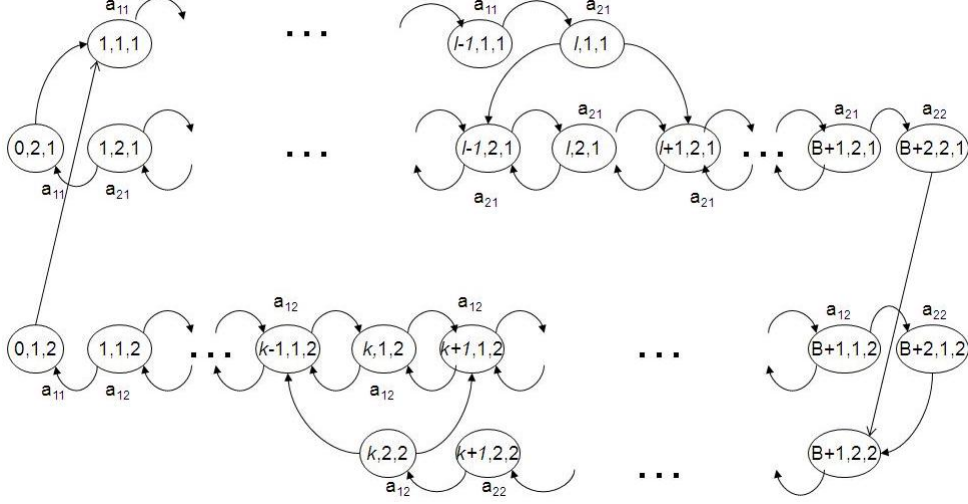 a11 a11 a21
1,1,1 ... l-1,1,1 l,1,1
a21 a21 a22
0,2,1 1,2,1 ... l-1,2,1 l,2,1 l+1,2,1 ... B+1,2,1 B+2,2,1
a11 a21 a21 a21
a12 a12 a12 a22
0,1,2 1,1,2 ... k-1,1,2 k,1,2 k+1,1,2 ... B+1,1,2 B+2,1,2
a11 a12 a12
k,2,2 k+1,2,2 ... B+1,2,2
a12 a22